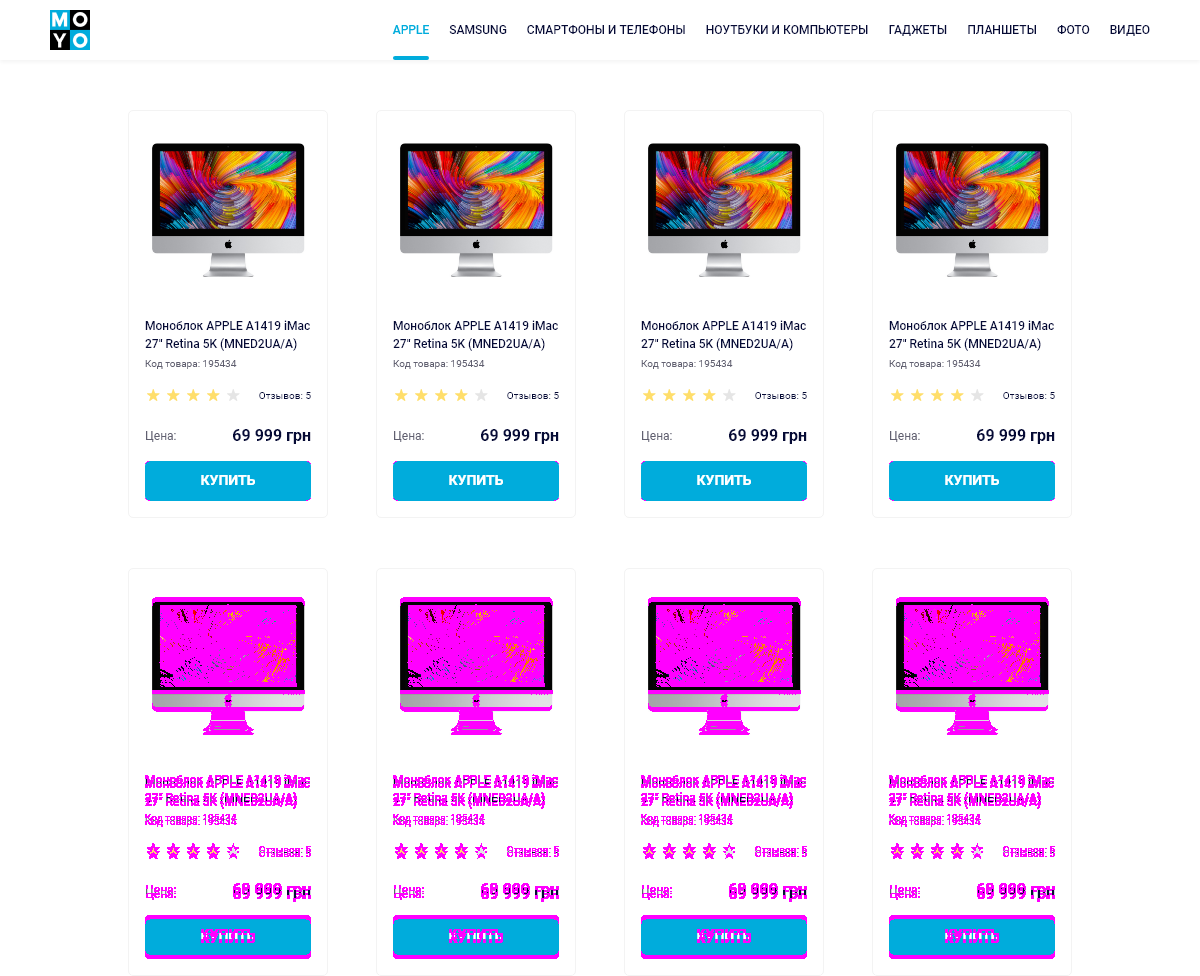 MO
YO
APPLE
SAMSUNG
СМАРТФОНЫ И ТЕЛЕФОНЫ
НОУТБУКИ И КОМПЬЮТЕРЫ
ГАДЖЕТЫ
ПЛАНШЕТЫ
ФОТО
ВИДЕО
Моноблок APPLE A1419 iMac
27" Retina 5K (MNED2UA/A)
Код товара: 195434
Отзывов: 5
Цена: 69 999 грн
КУПИТЬ
Моноблок APPLE A1419 iMac
27" Retina 5K (MNED2UA/A)
Код товара: 195434
Отзывов: 5
Цена: 69 999 грн
КУПИТЬ
Моноблок APPLE A1419 iMac
27" Retina 5K (MNED2UA/A)
Код товара: 195434
Отзывов: 5
Цена: 69 999 грн
КУПИТЬ
Моноблок APPLE A1419 iMac
27" Retina 5K (MNED2UA/A)
Код товара: 195434
Отзывов: 5
Цена: 69 999 грн
КУПИТЬ
Моноблок APPLE A1419 iMac
27" Retina 5K (MNED2UA/A)
Код товара: 195434
Отзывов: 5
Цена: 69 999 грн
КУПИТЬ
Моноблок APPLE A1419 iMac
27" Retina 5K (MNED2UA/A)
Код товара: 195434
Отзывов: 5
Цена: 69 999 грн
КУПИТЬ
Моноблок APPLE A1419 iMac
27" Retina 5K (MNED2UA/A)
Код товара: 195434
Отзывов: 5
Цена: 69 999 грн
КУПИТЬ
Моноблок APPLE A1419 iMac
27" Retina 5K (MNED2UA/A)
Код товара: 195434
Отзывов: 5
Цена: 69 999 грн
КУПИТЬ